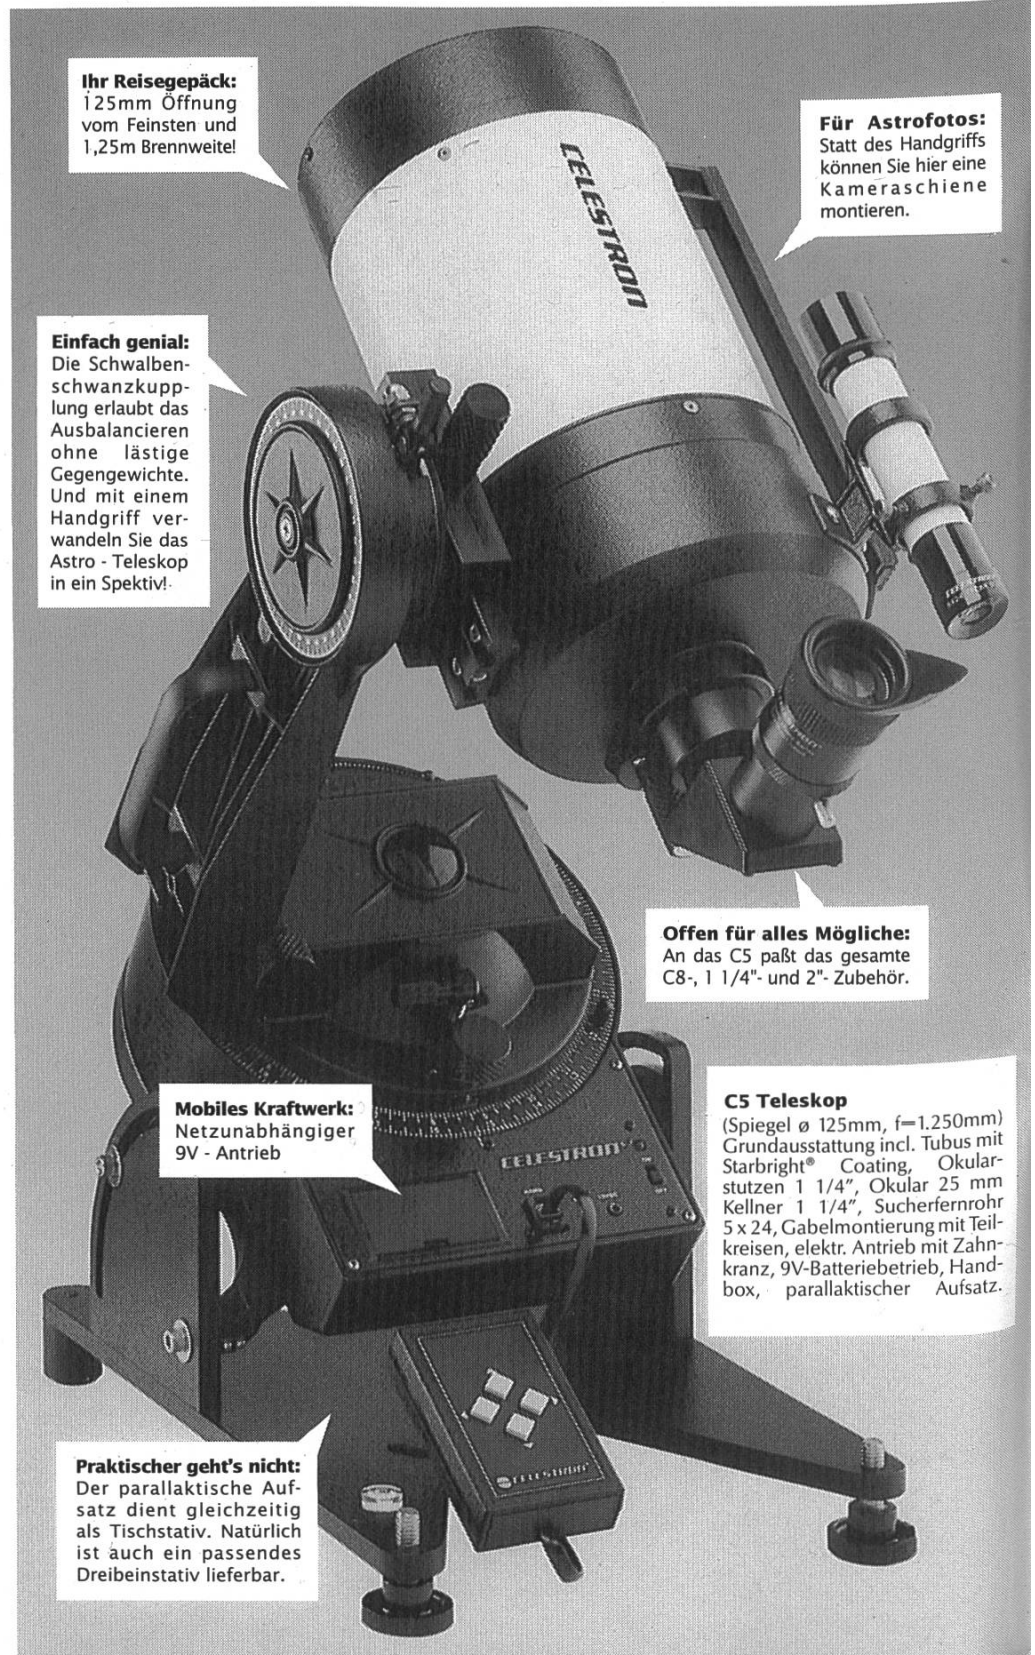 Ihr Reisegepäck:
125mm Öffnung
vom Feinsten und
1,25m Brennweite!
Für Astrofotos:
Statt des Handgriffs
können Sie hier eine
Kameraschiene
montieren.
CELESTRON
Einfach genial:
Die Schwalben-
schwanzkupp-
lung erlaubt das
Ausbalancieren
ohne lästige
Gegengewichte.
Und mit einem
Handgriff ver-
wandeln Sie das
Astro - Teleskop
in ein Spektiv!
CELESTRON
Offen für alles Mögliche:
An das C5 paßt das gesamte
C8-, 1 1/4"- und 2"- Zubehör.
Mobiles Kraftwerk:
Netzunabhängiger
9V - Antrieb
CELESTRON
ON
OFF
C5 Teleskop
(Spiegel ø 125mm, f=1.250mm)
Grundausstattung incl. Tubus mit
Starbright® Coating, Okular-
stutzen 1 1/4”, Okular 25 mm
Kellner 1 1/4”, Sucherfernrohr
5 x 24, Gabelmontierung mit Teil-
kreisen, elektr. Antrieb mit Zahn-
kranz, 9V-Batteriebetrieb, Hand-
box, parallaktischer Aufsatz.
CELESTRON
Praktischer geht's nicht:
Der parallaktische Auf-
satz dient gleichzeitig
als Tischstativ. Natürlich
ist auch ein passendes
Dreibeinstativ lieferbar.